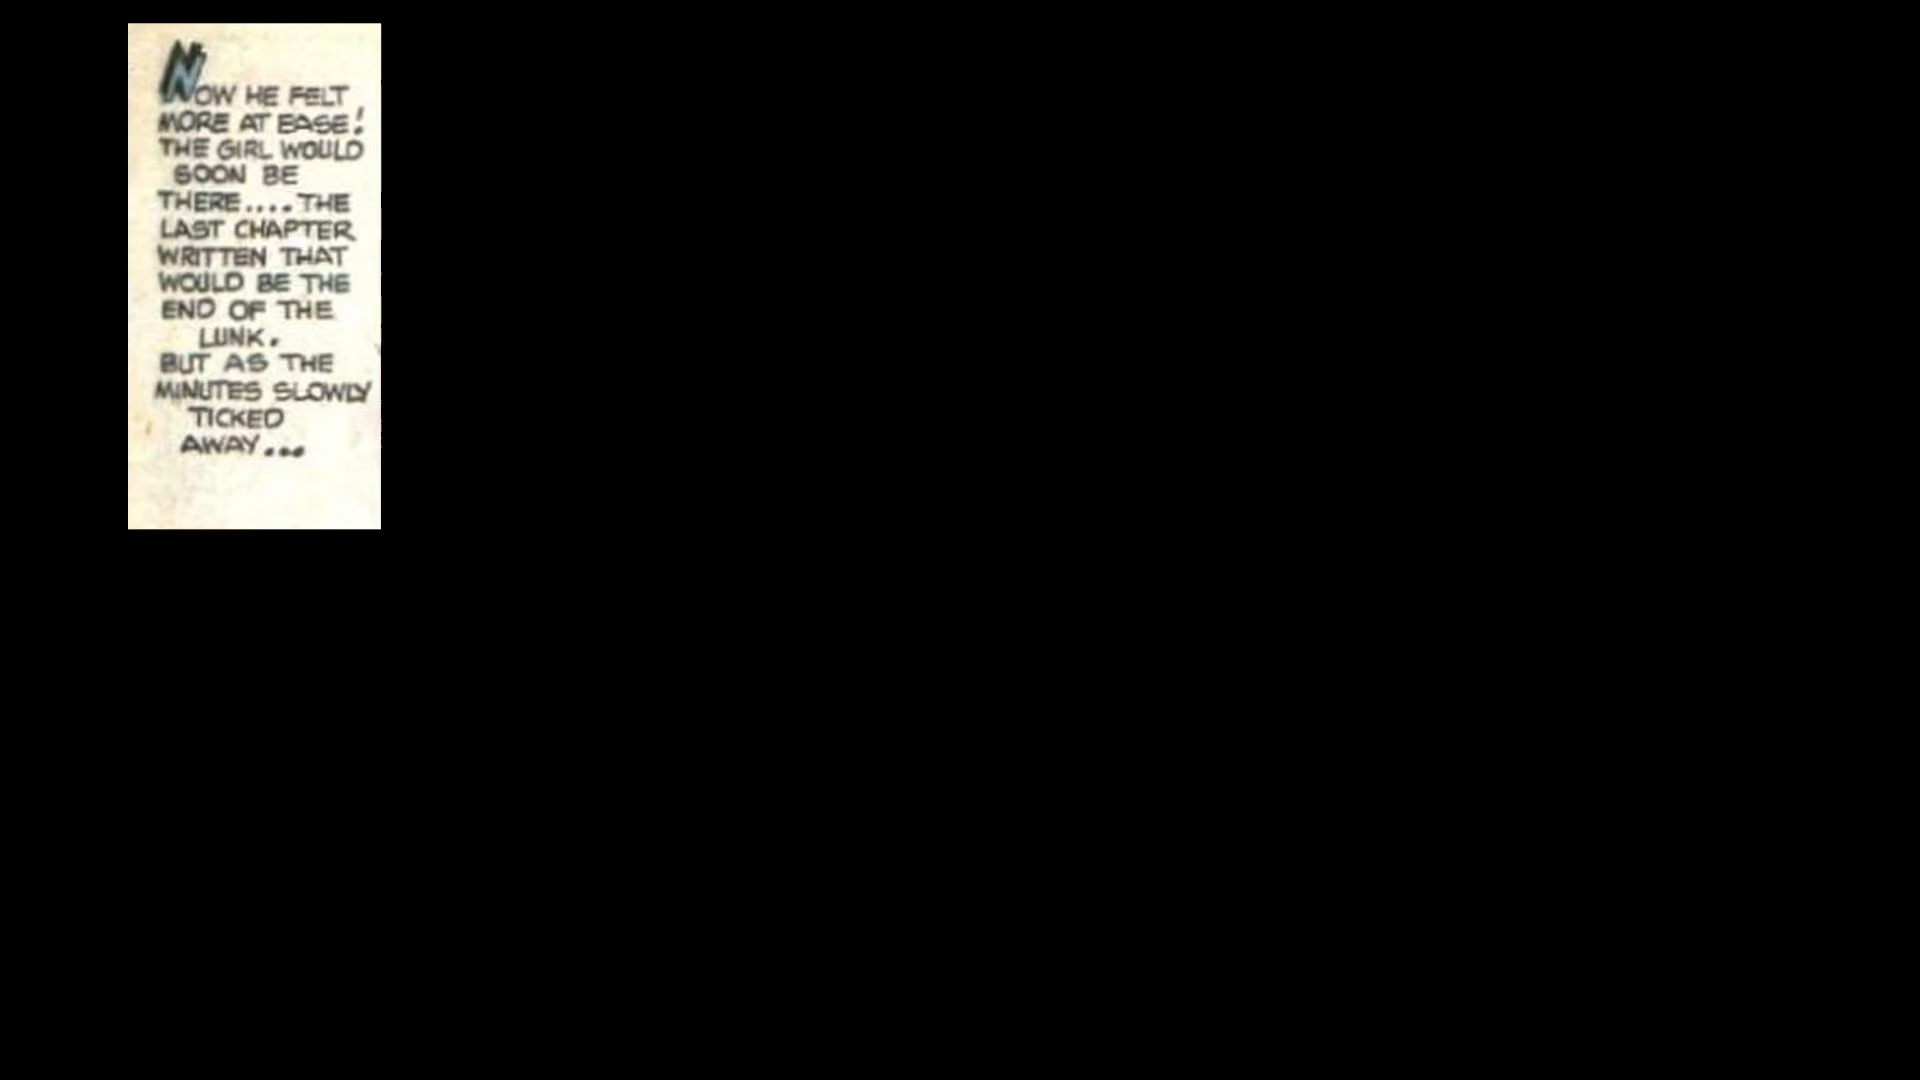 NOW HE FELT
MORE AT EASE!
THE GIRL WOULD
SOON BE
THERE....THE
LAST CHAPTER
WRITTEN THAT
WOULD BE THE
END OF THE
LUNK.
BUT AS THE
MINUTES SLOWLY
TICKED
AWAY...